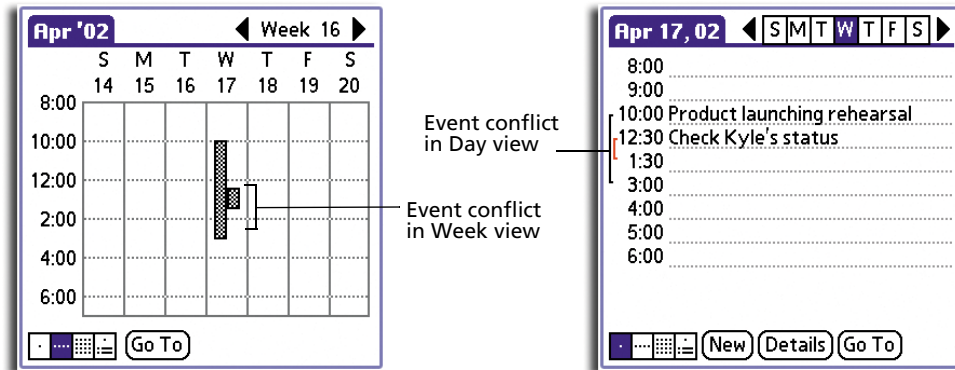 Apr '02 Week 16
S M T W T F S
14 15 16 17 18 19 20
8:00
10:00
12:00
2:00
4:00
6:00
Go To
Event conflict
in Week view
Event conflict
in Day view
Apr 17, 02 S M T W T F S
8:00
9:00
10:00 Product launching rehearsal
12:30 Check Kyle's status
1:30
3:00
4:00
5:00
6:00
New Details Go To